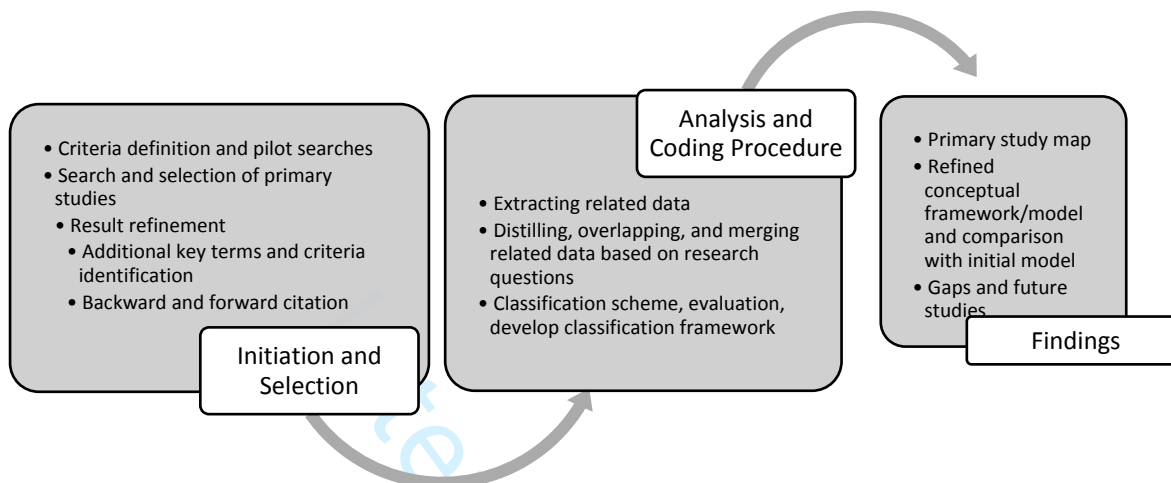 • Criteria definition and pilot searches
• Search and selection of primary
studies
• Result refinement
• Additional key terms and criteria
identification
• Backward and forward citation
Initiation and
Selection
Analysis and
Coding Procedure
• Extracting related data
• Distilling, overlapping, and merging
related data based on research
questions
• Classification scheme, evaluation,
develop classification framework
• Primary study map
• Refined
conceptual
framework/model
and comparison
with initial model
• Gaps and future
studies
Findings